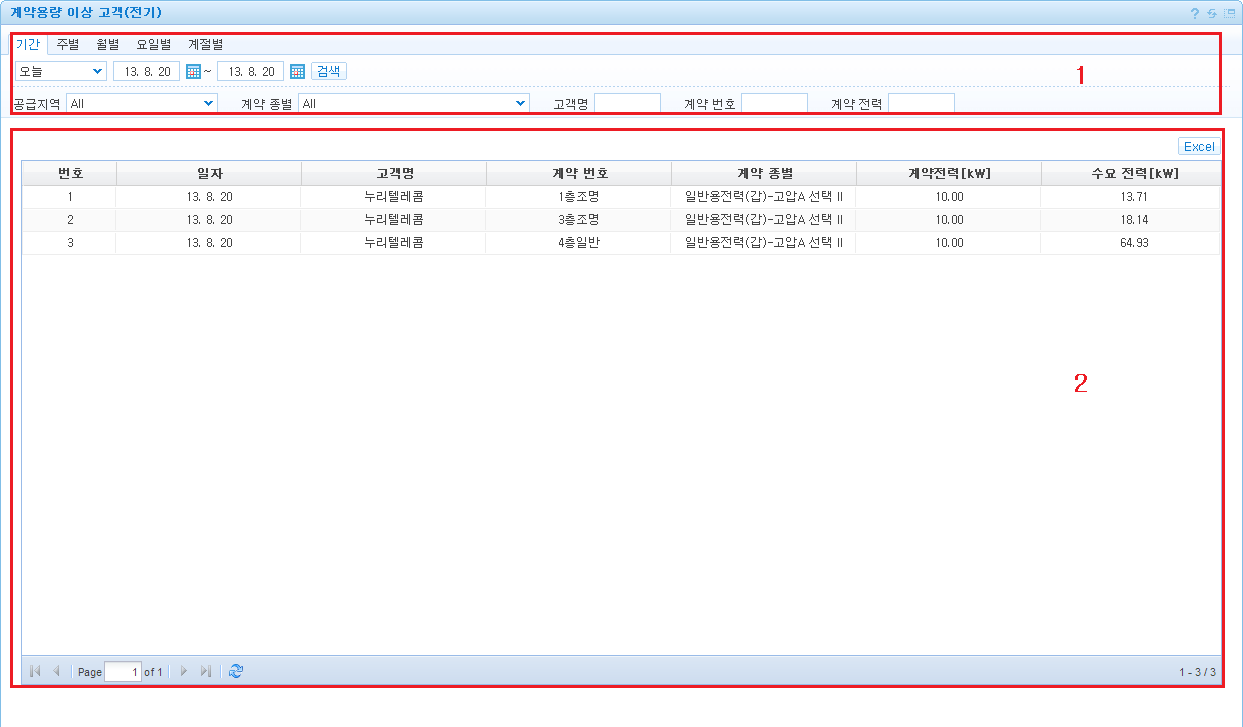 계약용량 이상 고객(전기)
기간 주별 월별 요일별 계절별
오늘 13. 8. 20 ~ 13. 8. 20 검색
1
공급지역 All 계약 종별 All 고객명 계약 번호 계약 전력
Excel
번호 일자 고객명 계약 번호 계약 종별 계약전력[kW] 수요 전력[kW]
1 13. 8. 20 누리텔레콤 1층조명 일반용전력(갑)-고압A 선택 II 10.00 13.71
2 13. 8. 20 누리텔레콤 3층조명 일반용전력(갑)-고압A 선택 II 10.00 18.14
3 13. 8. 20 누리텔레콤 4층일반 일반용전력(갑)-고압A 선택 II 10.00 64.93
2
Page 1 of 1 1 - 3 / 3